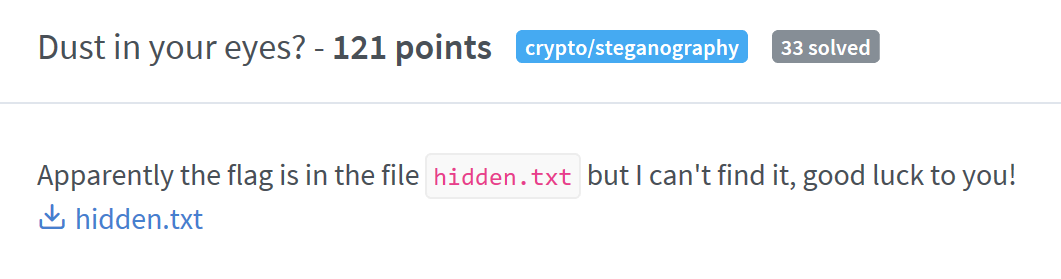 Dust in your eyes? - 121 points crypto/steganography 33 solved
Apparently the flag is in the file hidden.txt but I can't find it, good luck to you!
hidden.txt